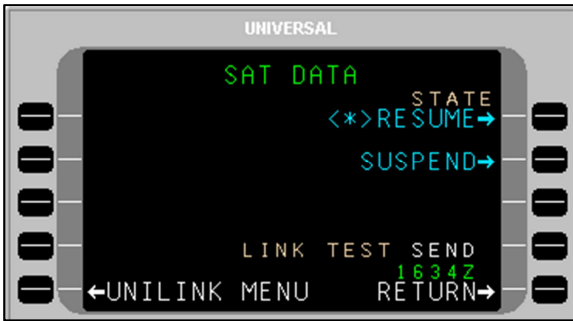 UNIVERSAL
SAT DATA
STATE
<*>RESUME→
SUSPEND→
LINK TEST SEND
1634Z
←UNILINK MENU RETURN→